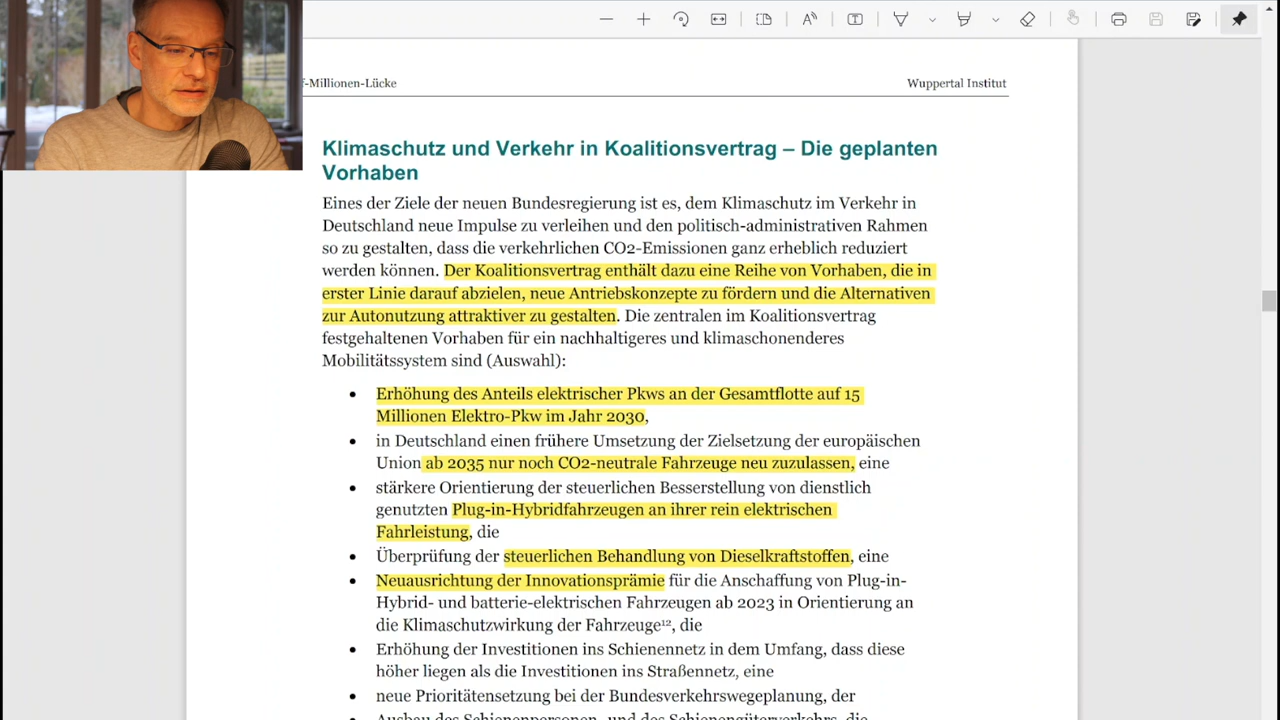 f-Millionen-Lücke
Wuppertal Institut
Klimaschutz und Verkehr in Koalitionsvertrag – Die geplanten
Vorhaben
Eines der Ziele der neuen Bundesregierung ist es, dem Klimaschutz im Verkehr in
Deutschland neue Impulse zu verleihen und den politisch-administrativen Rahmen
so zu gestalten, dass die verkehrlichen CO2-Emissionen ganz erheblich reduziert
werden können. Der Koalitionsvertrag enthält dazu eine Reihe von Vorhaben, die in
erster Linie darauf abzielen, neue Antriebskonzepte zu fördern und die Alternativen
zur Autonutzung attraktiver zu gestalten. Die zentralen im Koalitionsvertrag
festgehaltenen Vorhaben für ein nachhaltigeres und klimaschonenderes
Mobilitätssystem sind (Auswahl):
• Erhöhung des Anteils elektrischer Pkws an der Gesamtflotte auf 15
Millionen Elektro-Pkw im Jahr 2030,
• in Deutschland einen frühere Umsetzung der Zielsetzung der europäischen
Union ab 2035 nur noch CO2-neutrale Fahrzeuge neu zuzulassen, eine
• stärkere Orientierung der steuerlichen Besserstellung von dienstlich
genutzten Plug-in-Hybridfahrzeugen an ihrer rein elektrischen
Fahrleistung, die
• Überprüfung der steuerlichen Behandlung von Dieselkraftstoffen, eine
• Neuausrichtung der Innovationsprämie für die Anschaffung von Plug-in-
Hybrid- und batterie-elektrischen Fahrzeugen ab 2023 in Orientierung an
die Klimaschutzwirkung der Fahrzeuge¹², die
• Erhöhung der Investitionen ins Schienennetz in dem Umfang, dass diese
höher liegen als die Investitionen ins Straßennetz, eine
• neue Prioritätensetzung bei der Bundesverkehrswegeplanung, der
• Ausbau des Schienenpersonen- und des Schienengüterverkehrs, die